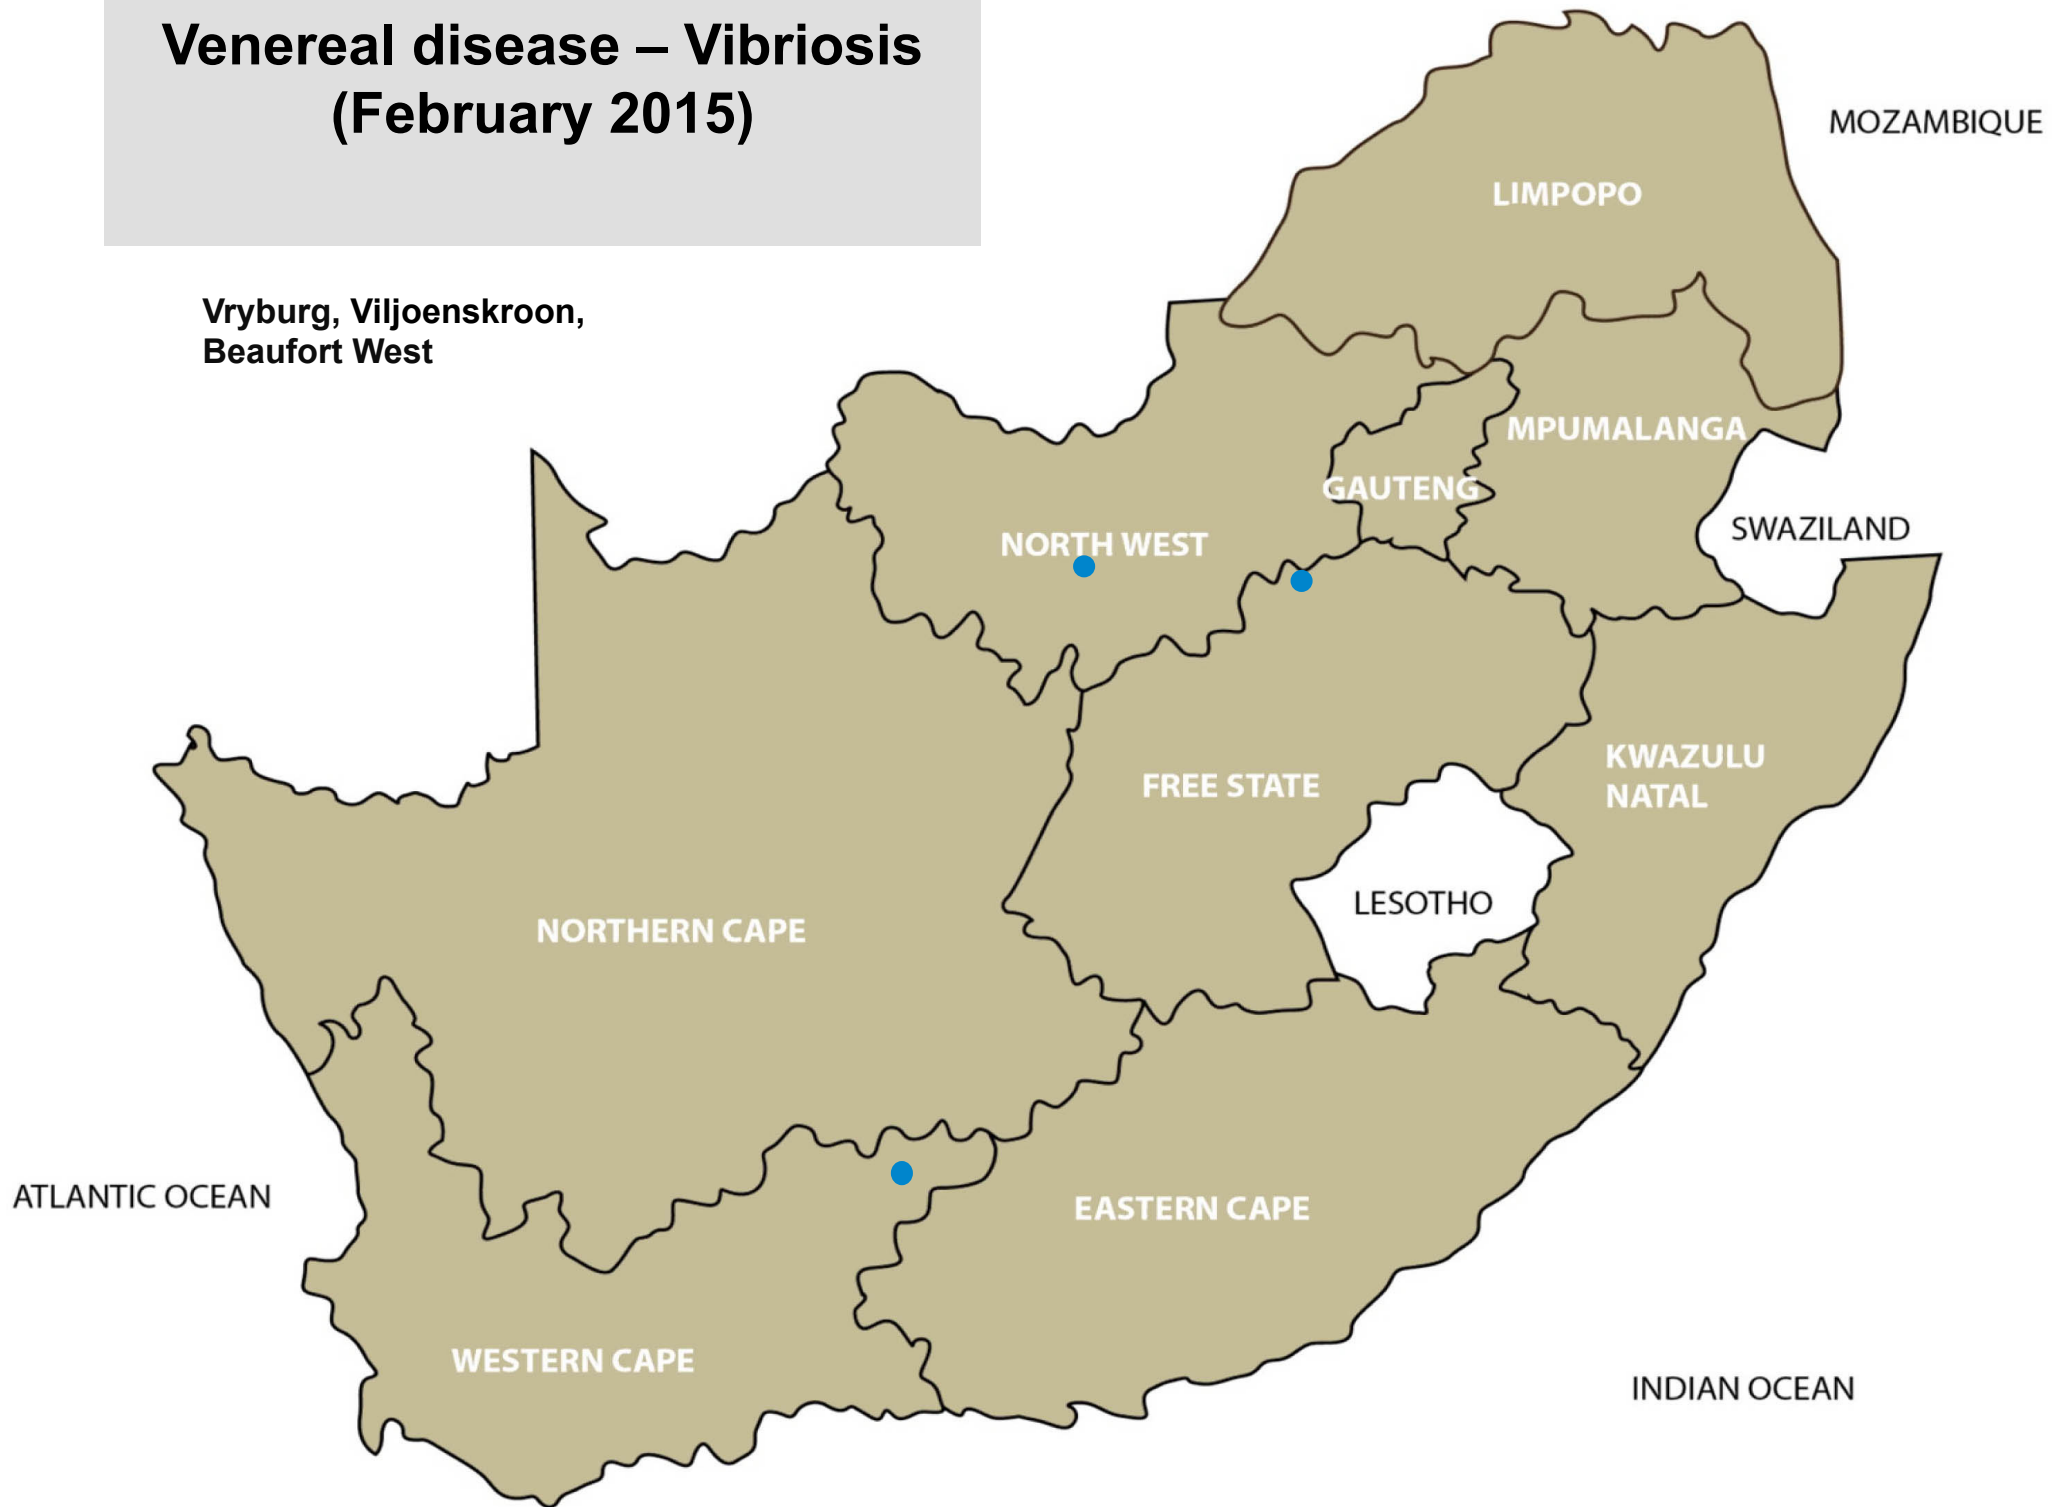 Venereal disease – Vibriosis
(February 2015)
Vryburg, Viljoenskroon,
Beaufort West
MOZAMBIQUE
LIMPOPO
MPUMALANGA
GAUTENG
SWAZILAND
NORTH WEST
KWAZULU
NATAL
FREE STATE
LESOTHO
NORTHERN CAPE
ATLANTIC OCEAN
EASTERN CAPE
WESTERN CAPE
INDIAN OCEAN